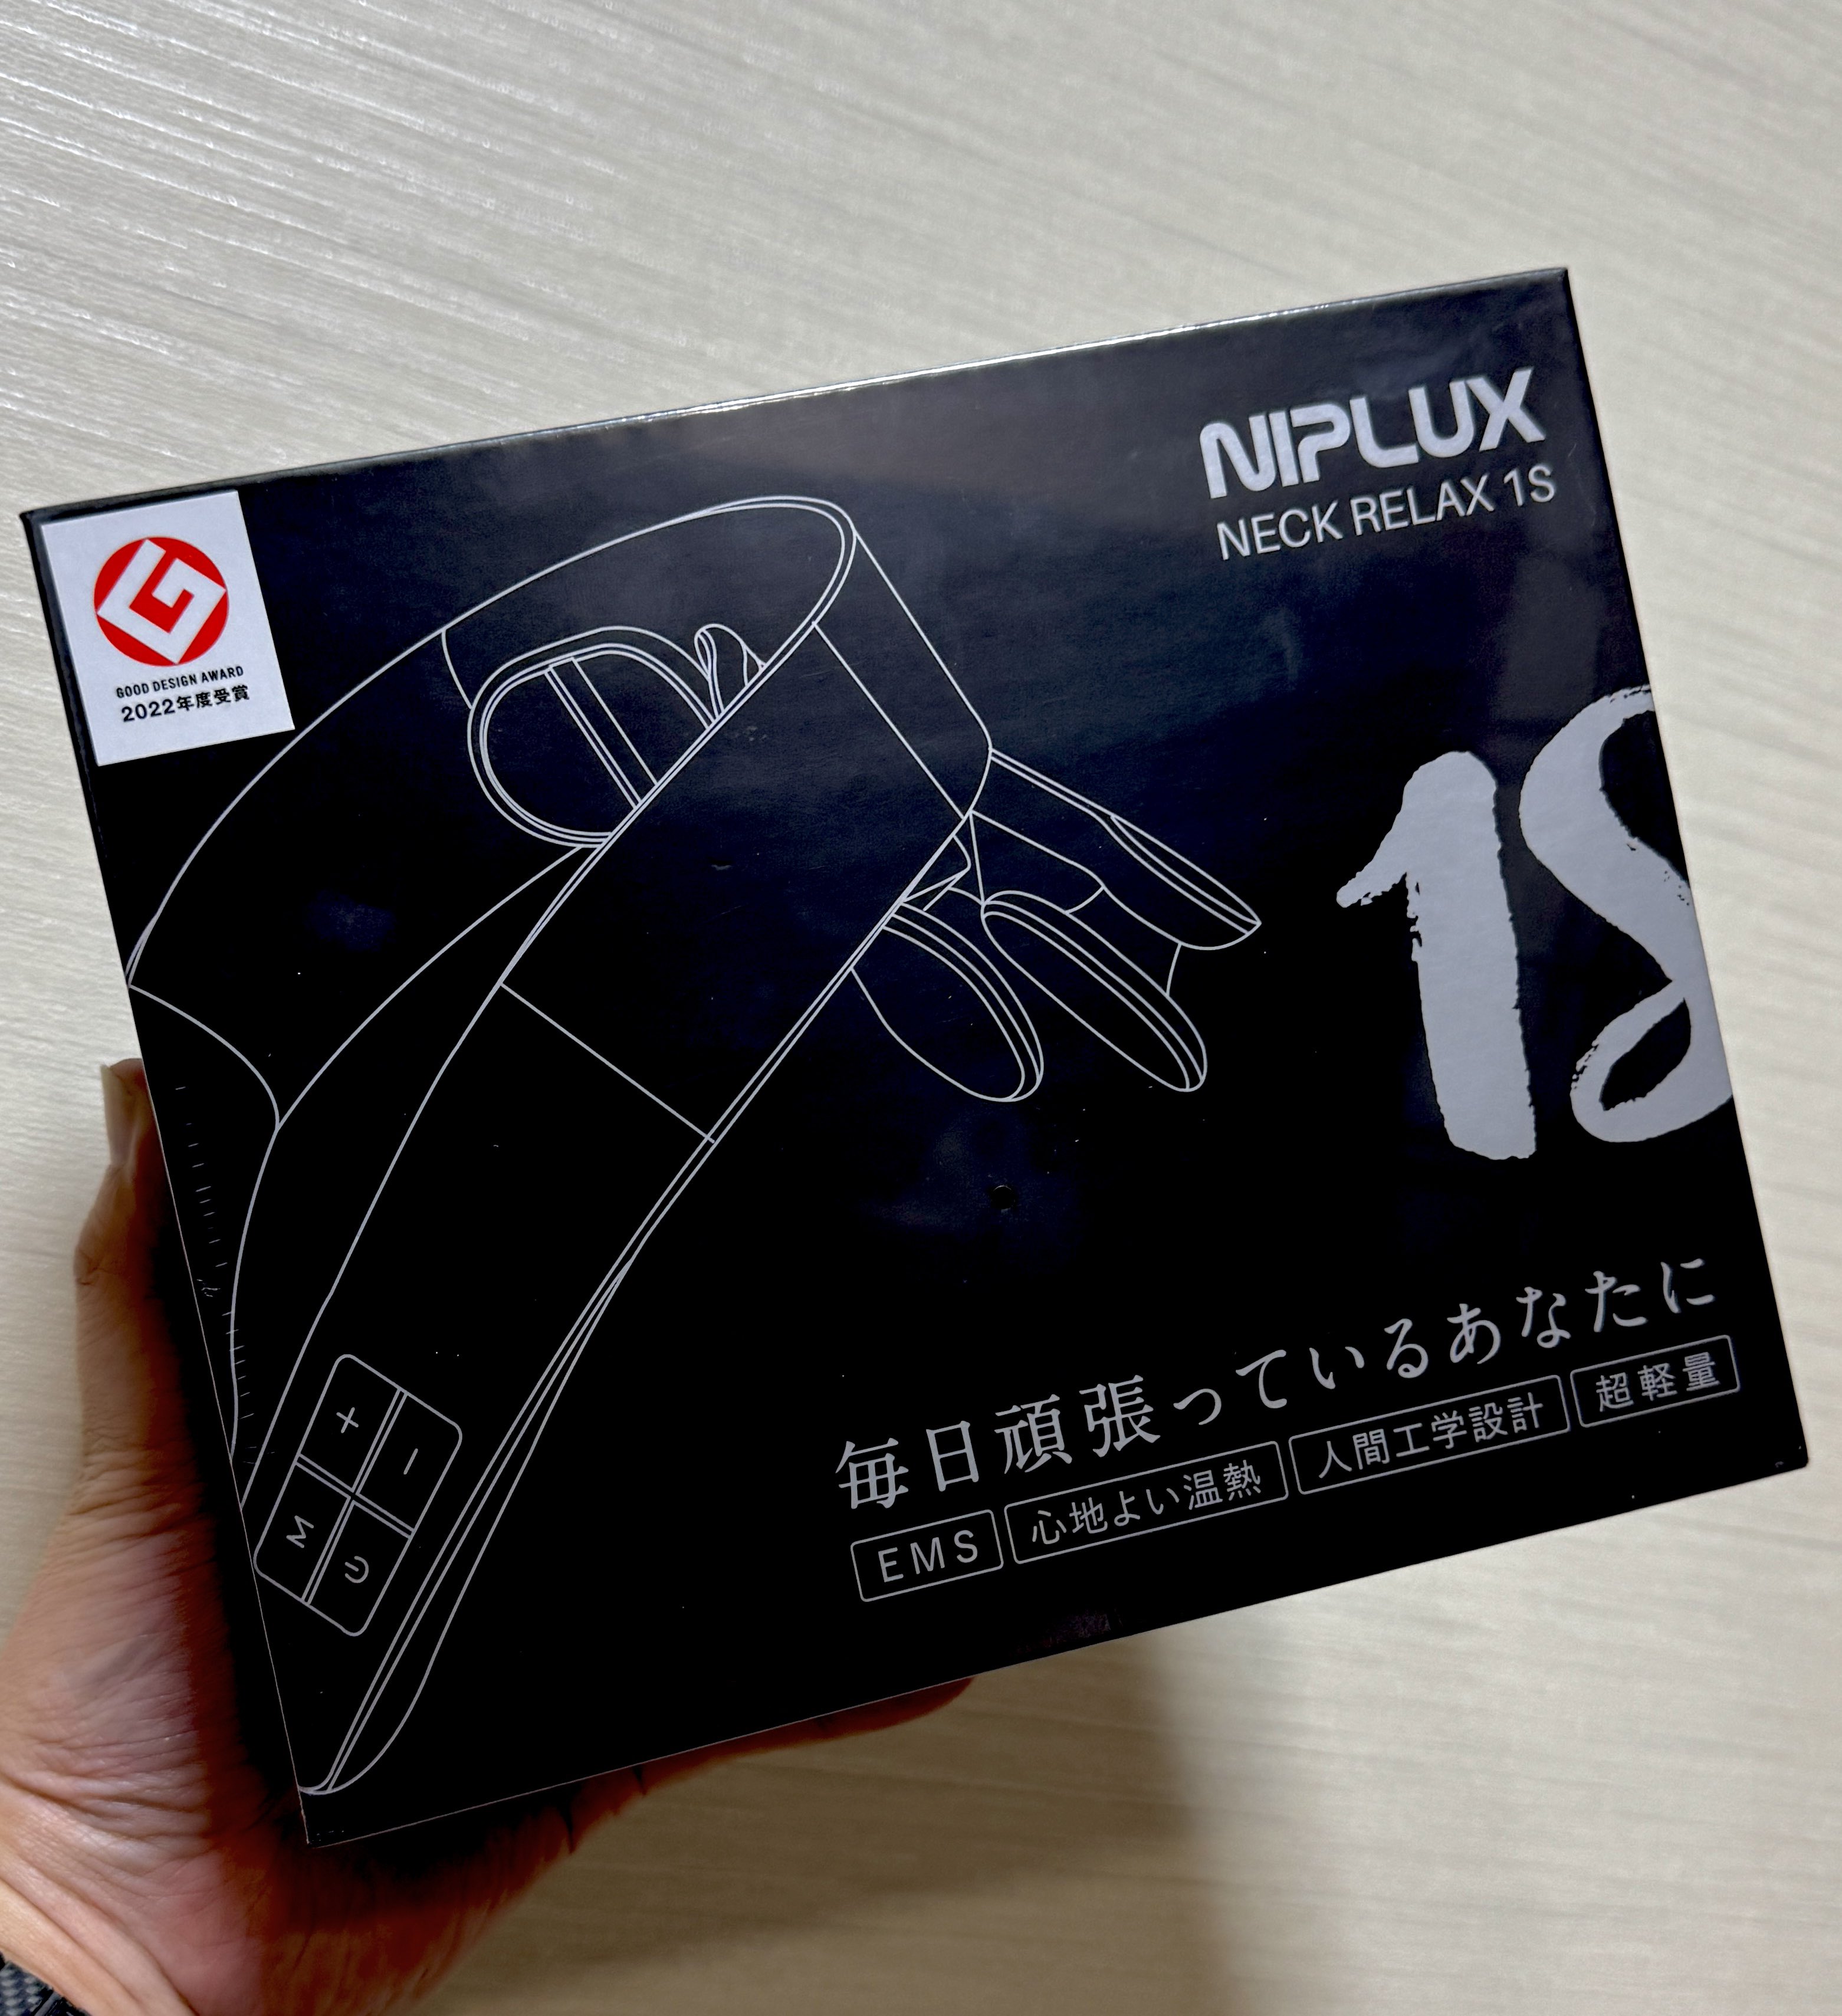 NIPLUX
NECK RELAX 1S
GOOD DESIGN AWARD
2022年度受賞
1S
+ −
M
毎日頑張っているあなたに
EMS 心地よい温熱 人間工学設計 超軽量